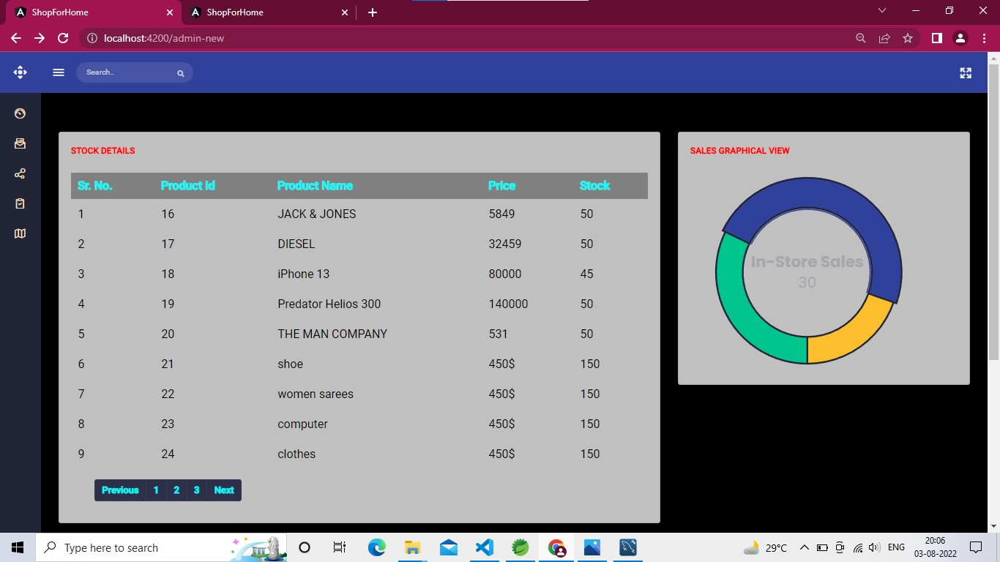 ShopForHome
ShopForHome
localhost:4200/admin-new
Search..
STOCK DETAILS
Sr. No. Product Id Product Name Price Stock
1 16 JACK & JONES 5849 50
2 17 DIESEL 32459 50
3 18 iPhone 13 80000 45
4 19 Predator Helios 300 140000 50
5 20 THE MAN COMPANY 531 50
6 21 shoe 450$ 150
7 22 women sarees 450$ 150
8 23 computer 450$ 150
9 24 clothes 450$ 150
Previous 1 2 3 Next
SALES GRAPHICAL VIEW
In-Store Sales
30
Type here to search
29°C
ENG
20:06
03-08-2022